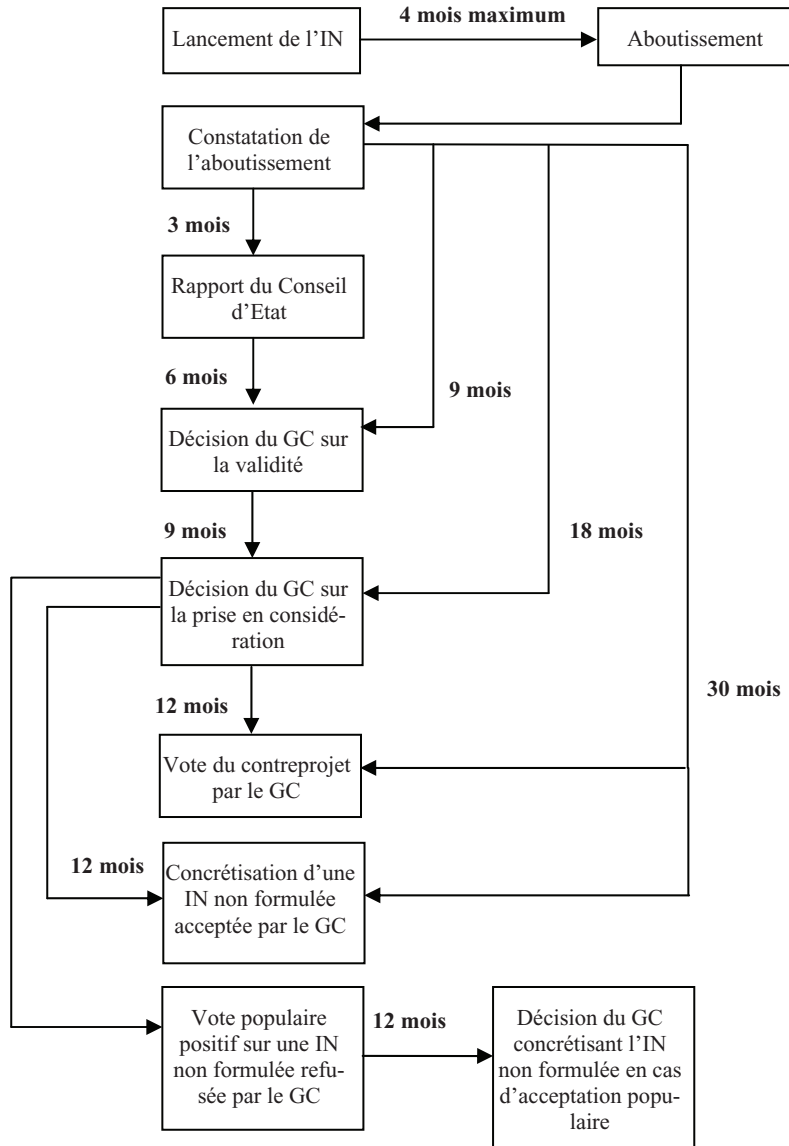 4 mois maximum
Lancement de l’IN
Aboutissement
Constatation de
l’aboutissement
3 mois
Rapport du Conseil
d’Etat
6 mois
9 mois
Décision du GC sur
la validité
9 mois
18 mois
Décision du GC sur
la prise en considé-
ration
30 mois
12 mois
Vote du contreprojet
par le GC
12 mois
Concrétisation d’une
IN non formulée
acceptée par le GC
Vote populaire
positif sur une IN
non formulée refu-
sée par le GC
12 mois
Décision du GC
concrétisant l’IN
non formulée en cas
d’acceptation popu-
laire